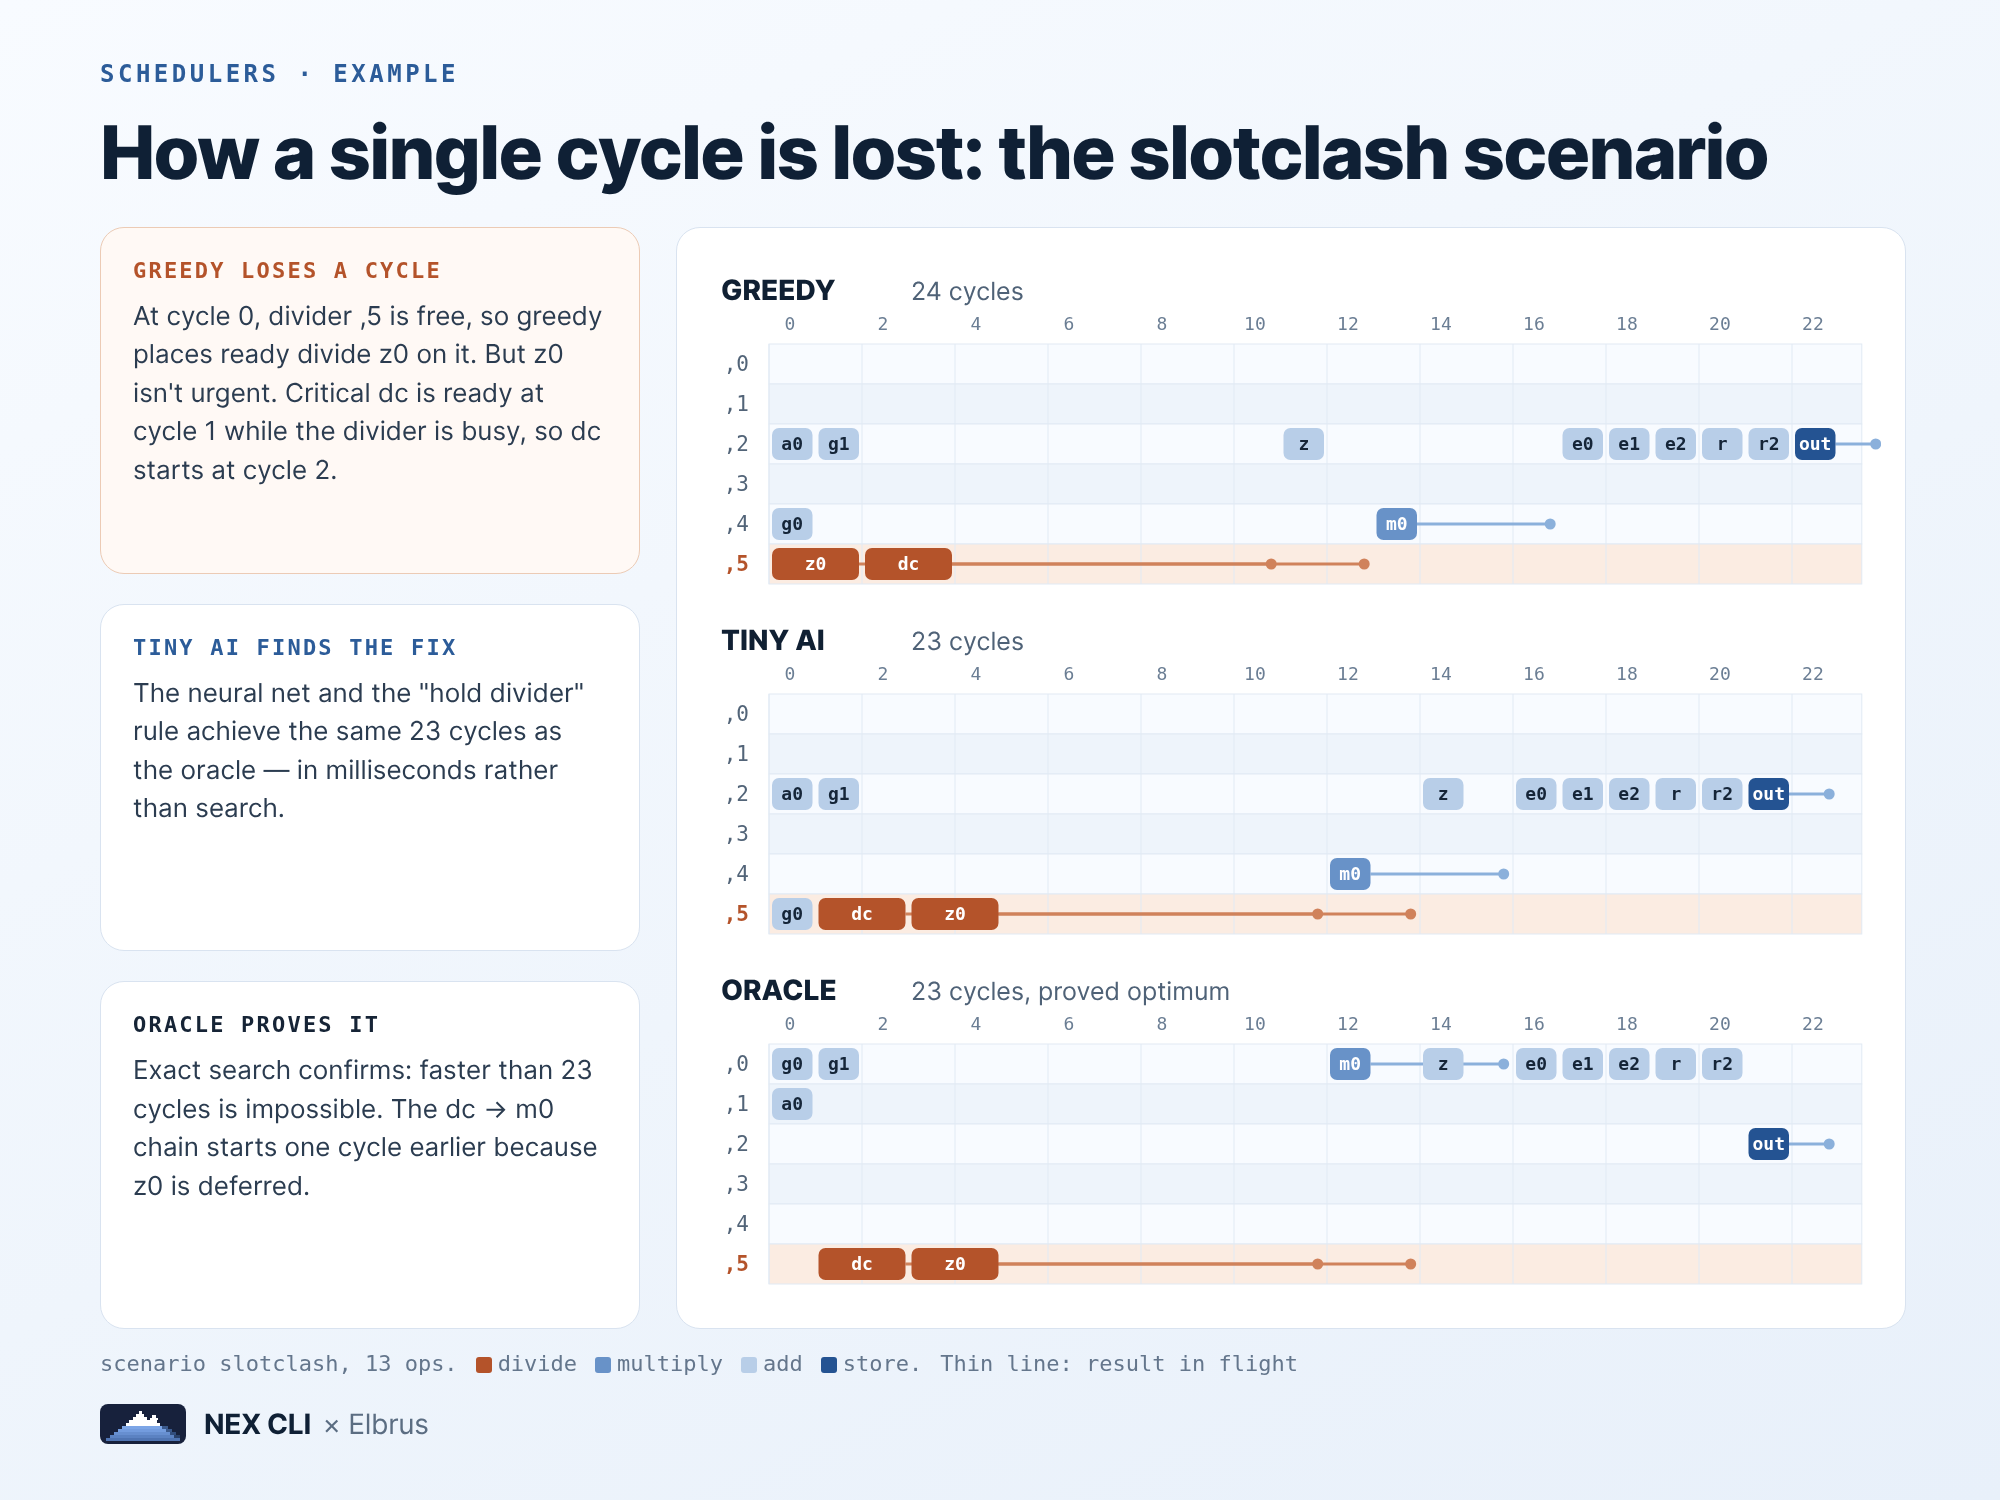 SCHEDULERS · EXAMPLE
How a single cycle is lost: the slotclash scenario
GREEDY LOSES A CYCLE
At cycle 0, divider ,5 is free, so greedy
places ready divide z0 on it. But z0
isn't urgent. Critical dc is ready at
cycle 1 while the divider is busy, so dc
starts at cycle 2.
TINY AI FINDS THE FIX
The neural net and the "hold divider"
rule achieve the same 23 cycles as
the oracle — in milliseconds rather
than search.
ORACLE PROVES IT
Exact search confirms: faster than 23
cycles is impossible. The dc → m0
chain starts one cycle earlier because
z0 is deferred.
GREEDY 24 cycles
0 2 4 6 8 10 12 14 16 18 20 22
,0
,1
,2 a0 g1 z e0 e1 e2 r r2 out
,3
,4 g0 m0
,5 z0 dc
TINY AI 23 cycles
0 2 4 6 8 10 12 14 16 18 20 22
,0
,1
,2 a0 g1 z e0 e1 e2 r r2 out
,3
,4 m0
,5 g0 dc z0
ORACLE 23 cycles, proved optimum
0 2 4 6 8 10 12 14 16 18 20 22
,0 g0 g1 m0 z e0 e1 e2 r r2
,1 a0
,2 out
,3
,4
,5 dc z0
scenario slotclash, 13 ops. divide multiply add store. Thin line: result in flight
NEX CLI × Elbrus